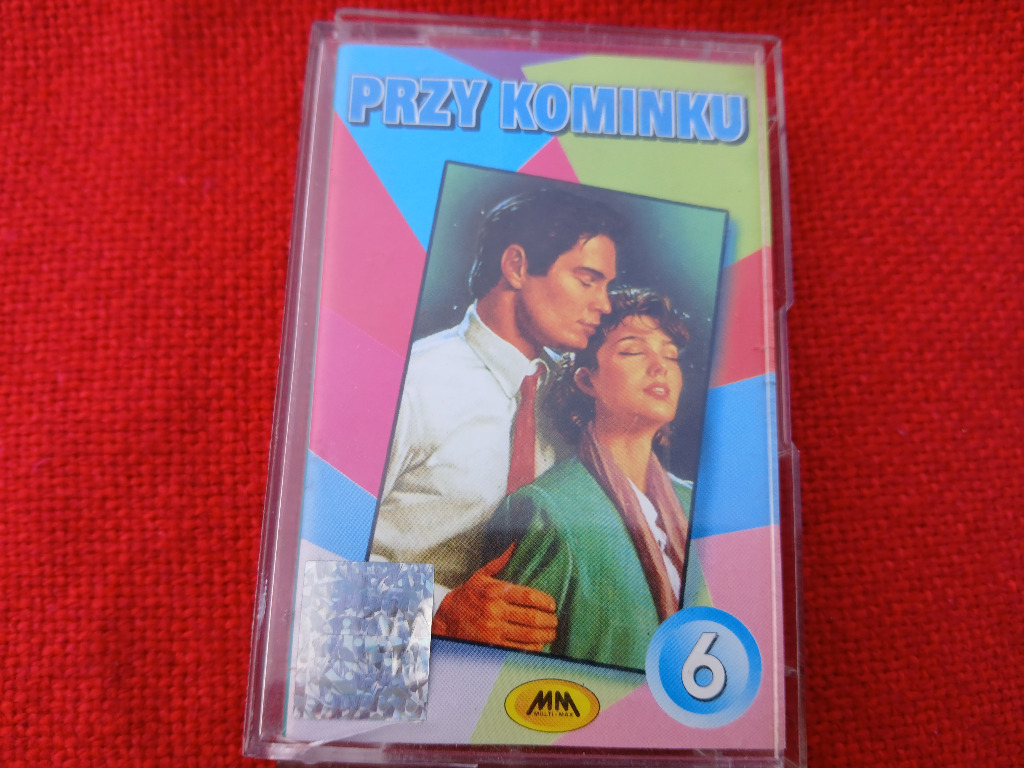 PRZY KOMINKU
6
MM
MULTI-MAX